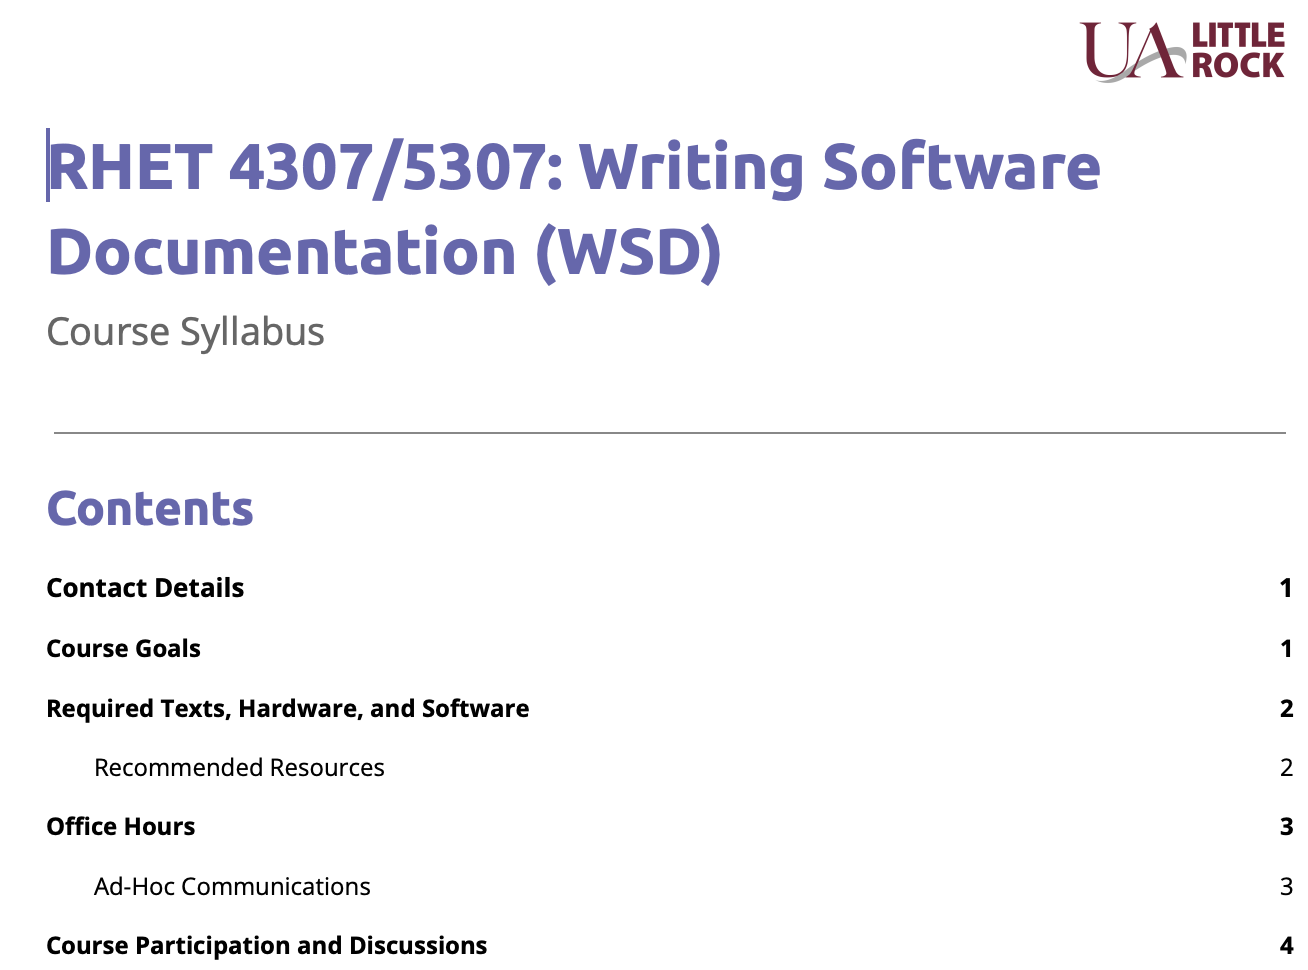 UA LITTLE ROCK
RHET 4307/5307: Writing Software
Documentation (WSD)
Course Syllabus
Contents
Contact Details 1
Course Goals 1
Required Texts, Hardware, and Software 2
Recommended Resources 2
Office Hours 3
Ad-Hoc Communications 3
Course Participation and Discussions 4